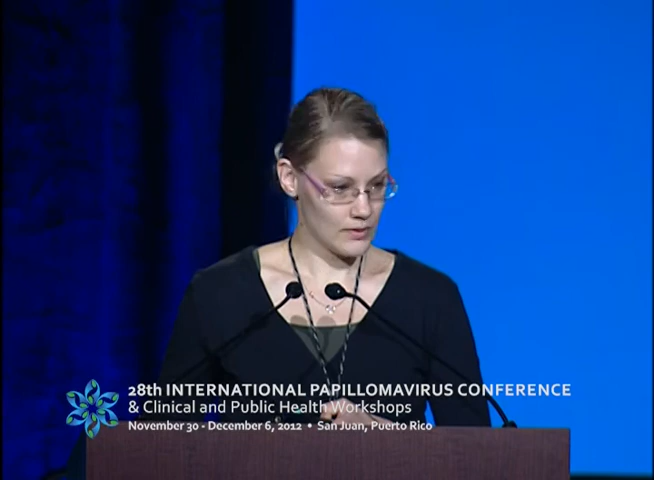 28th INTERNATIONAL PAPILLOMAVIRUS CONFERENCE
& Clinical and Public Health Workshops
November 30 - December 6, 2012 • San Juan, Puerto Rico